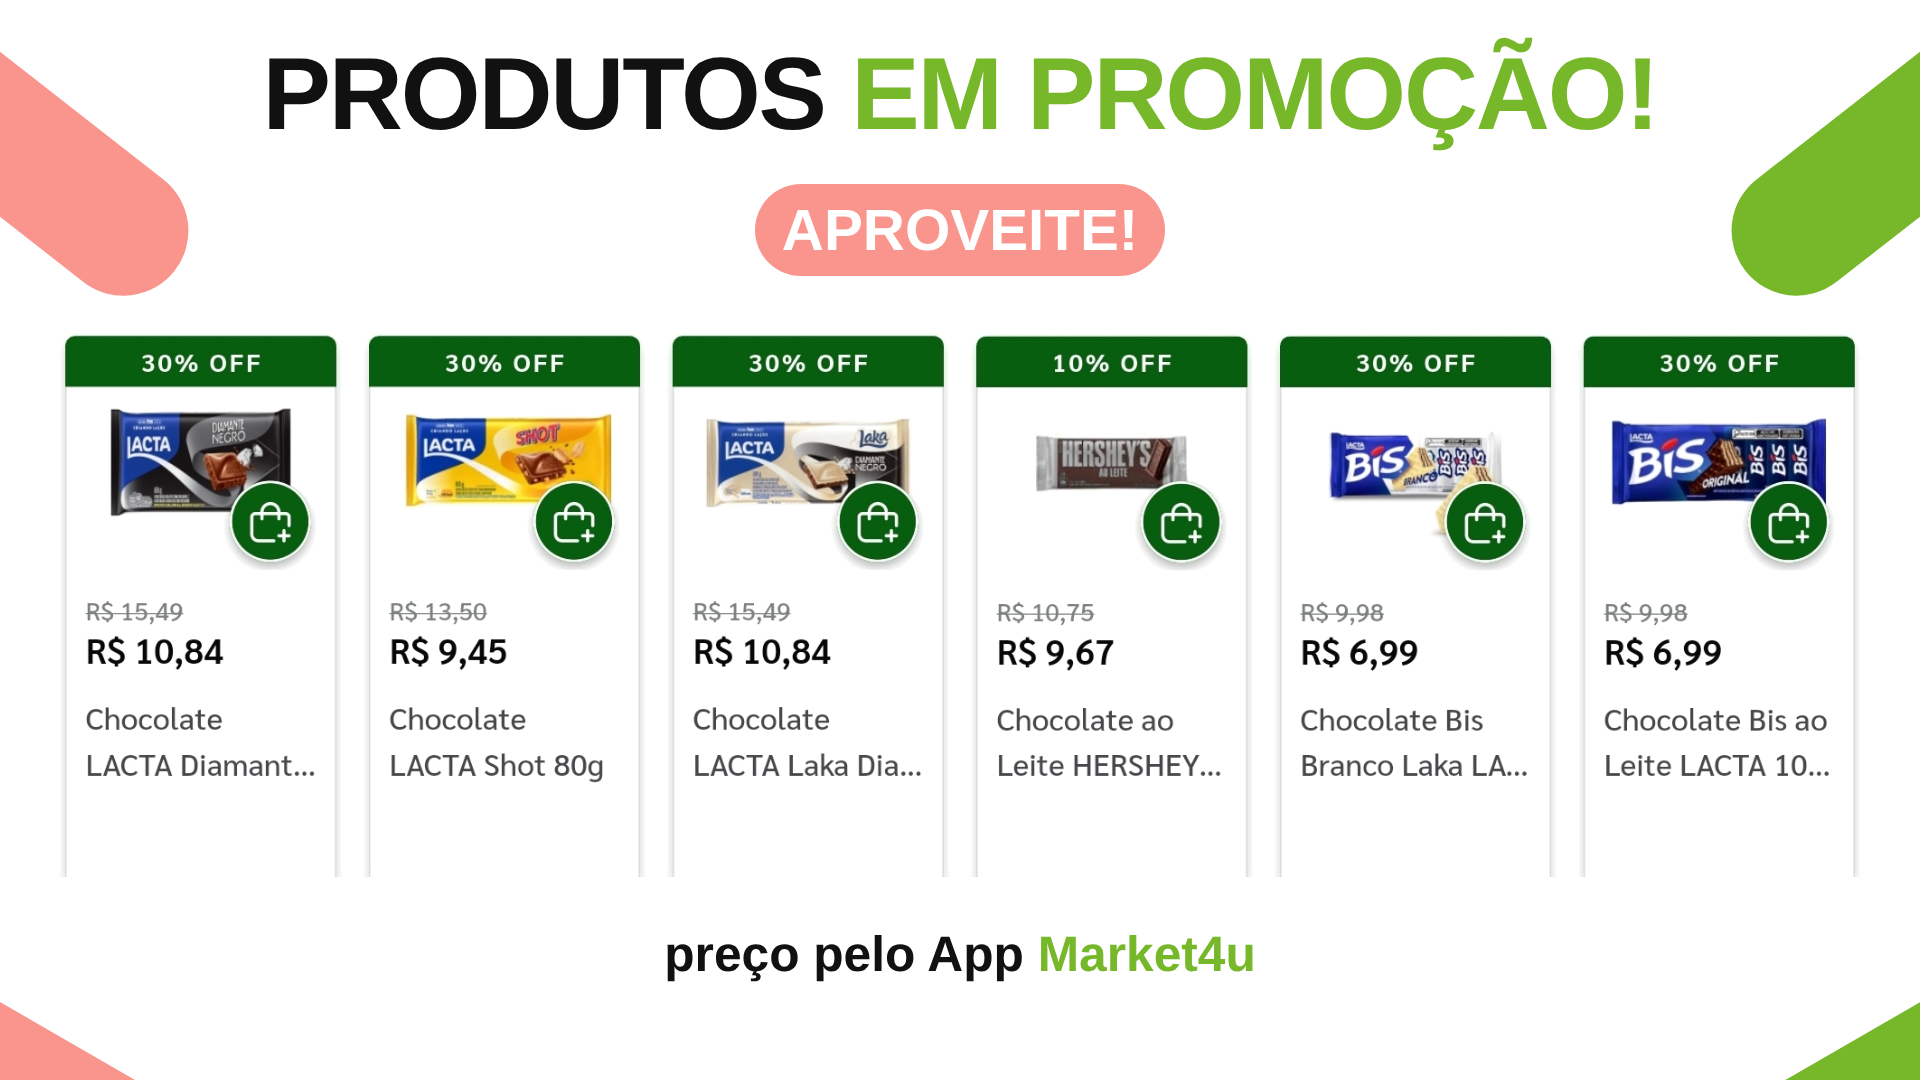 PRODUTOS EM PROMOÇÃO!
APROVEITE!
30% OFF
LACTA
DIAMANTE
NEGRO
R$ 15,49
R$ 10,84
Chocolate
LACTA Diamant...
30% OFF
LACTA
SHOT
R$ 13,50
R$ 9,45
Chocolate
LACTA Shot 80g
30% OFF
LACTA
Laka
DIAMANTE
NEGRO
R$ 15,49
R$ 10,84
Chocolate
LACTA Laka Dia...
10% OFF
HERSHEY'S
AO LEITE
R$ 10,75
R$ 9,67
Chocolate ao
Leite HERSHEY...
30% OFF
LACTA
BIS
BRANCO
R$ 9,98
R$ 6,99
Chocolate Bis
Branco Laka LA...
30% OFF
LACTA
BIS
ORIGINAL
R$ 9,98
R$ 6,99
Chocolate Bis ao
Leite LACTA 10...
preço pelo App Market4u